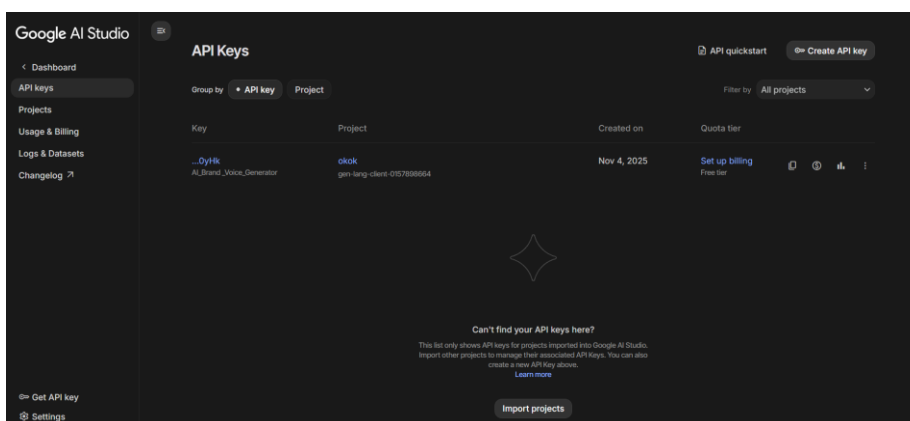 Google AI Studio
Dashboard
API keys
Projects
Usage & Billing
Logs & Datasets
Changelog
Get API key
Settings
API Keys
API quickstart
Create API key
Group by API key Project
Filter by All projects
Key Project Created on Quota tier
...0yHk okok Nov 4, 2025 Set up billing
AI_Brand_Voice_Generator gen-lang-client-0157898664 Free tier
Can't find your API keys here?
This list only shows API keys for projects imported into Google AI Studio.
Import other projects to manage their associated API Keys. You can also
create a new API Key above.
Learn more
Import projects